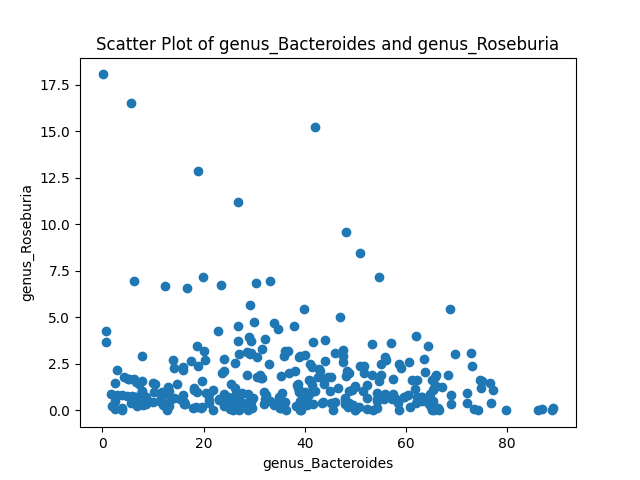 Scatter Plot of genus_Bacteroides and genus_Roseburia
17.5
15.0
12.5
10.0
7.5
5.0
2.5
0.0
genus_Roseburia
0 20 40 60 80
genus_Bacteroides